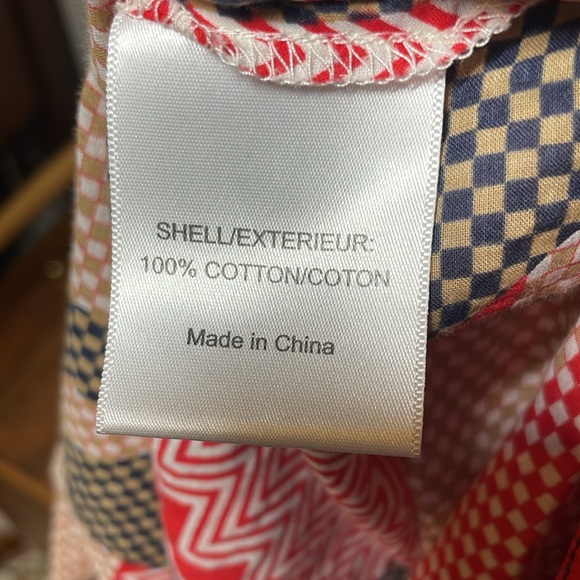 SHELL/EXTERIEUR:
100% COTTON/COTON
Made in China